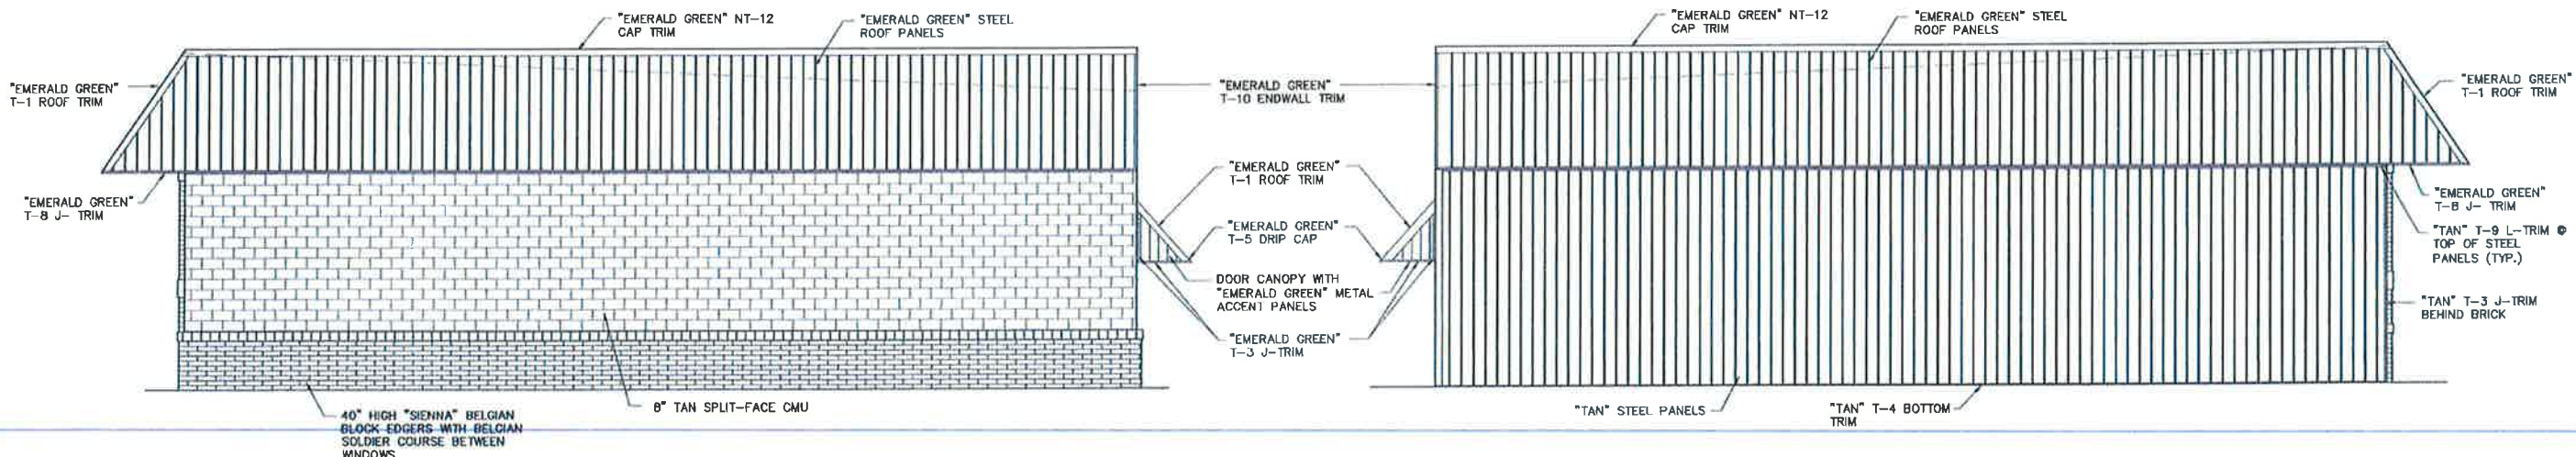 "EMERALD GREEN" NT-12
CAP TRIM
"EMERALD GREEN" STEEL
ROOF PANELS
"EMERALD GREEN"
T-1 ROOF TRIM
"EMERALD GREEN"
T-8 J- TRIM
40" HIGH "SIENNA" BELGIAN
BLOCK EDGERS WITH BELGIAN
SOLDIER COURSE BETWEEN
WINDOWS
8" TAN SPLIT-FACE CMU
"EMERALD GREEN"
T-10 ENDWALL TRIM
"EMERALD GREEN"
T-1 ROOF TRIM
"EMERALD GREEN"
T-5 DRIP CAP
DOOR CANOPY WITH
"EMERALD GREEN" METAL
ACCENT PANELS
"EMERALD GREEN"
T-3 J-TRIM
"EMERALD GREEN" NT-12
CAP TRIM
"EMERALD GREEN" STEEL
ROOF PANELS
"EMERALD GREEN"
T-1 ROOF TRIM
"EMERALD GREEN"
T-8 J- TRIM
"TAN" T-9 L-TRIM @
TOP OF STEEL
PANELS (TYP.)
"TAN" T-3 J-TRIM
BEHIND BRICK
"TAN" STEEL PANELS
"TAN" T-4 BOTTOM
TRIM